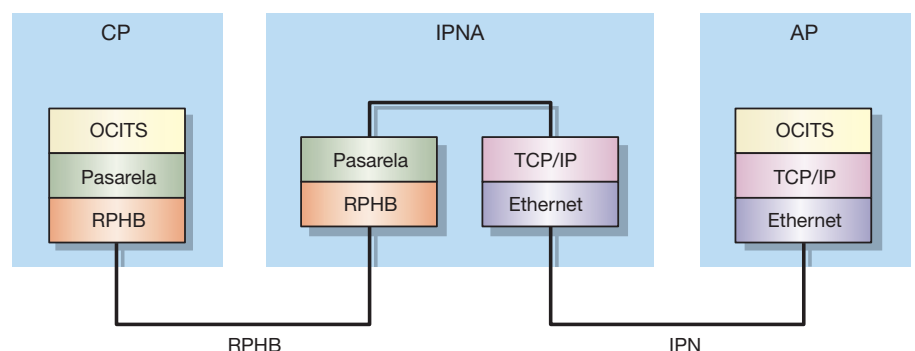 CP
IPNA
AP
OCITS
Pasarela
RPHB
Pasarela
RPHB
TCP/IP
Ethernet
OCITS
TCP/IP
Ethernet
RPHB
IPN